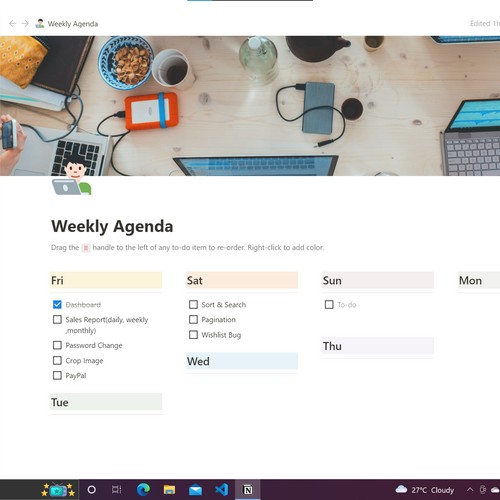 Weekly Agenda
Edited 1h
Weekly Agenda
Drag the ⠿ handle to the left of any to-do item to re-order. Right-click to add color.
Fri
Dashboard
Sales Report(daily, weekly
,monthly)
Password Change
Crop Image
PayPal
Tue
Sat
Sort & Search
Pagination
Wishlist Bug
Wed
Sun
To-do
Thu
Mon
27°C Cloudy